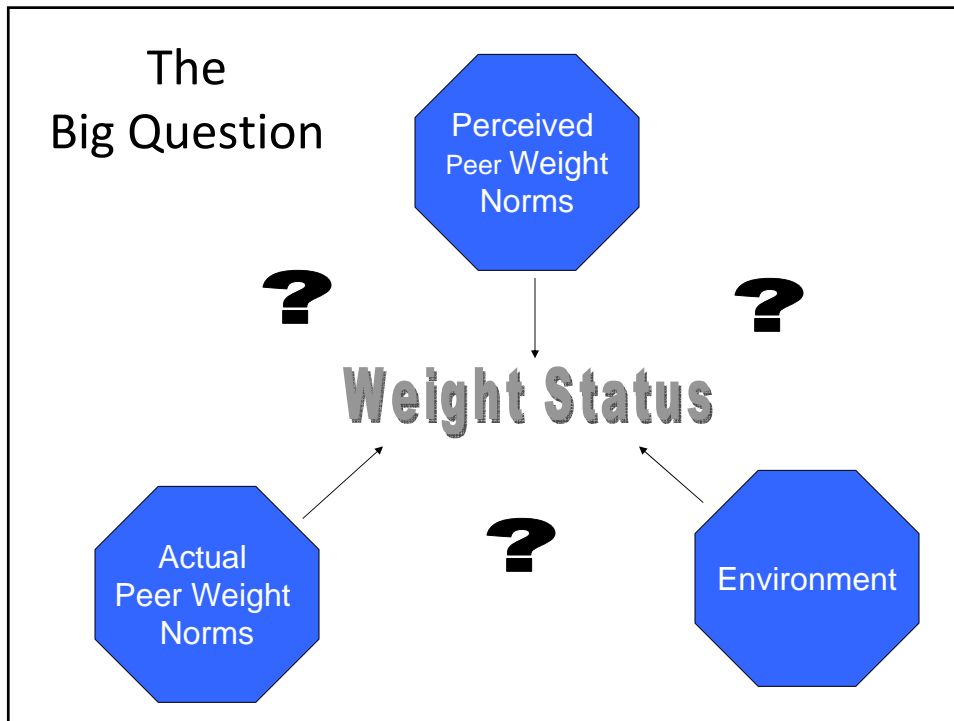 The
Big Question
Perceived
Peer Weight
Norms
?
?
Weight Status
?
Actual
Peer Weight
Norms
Environment